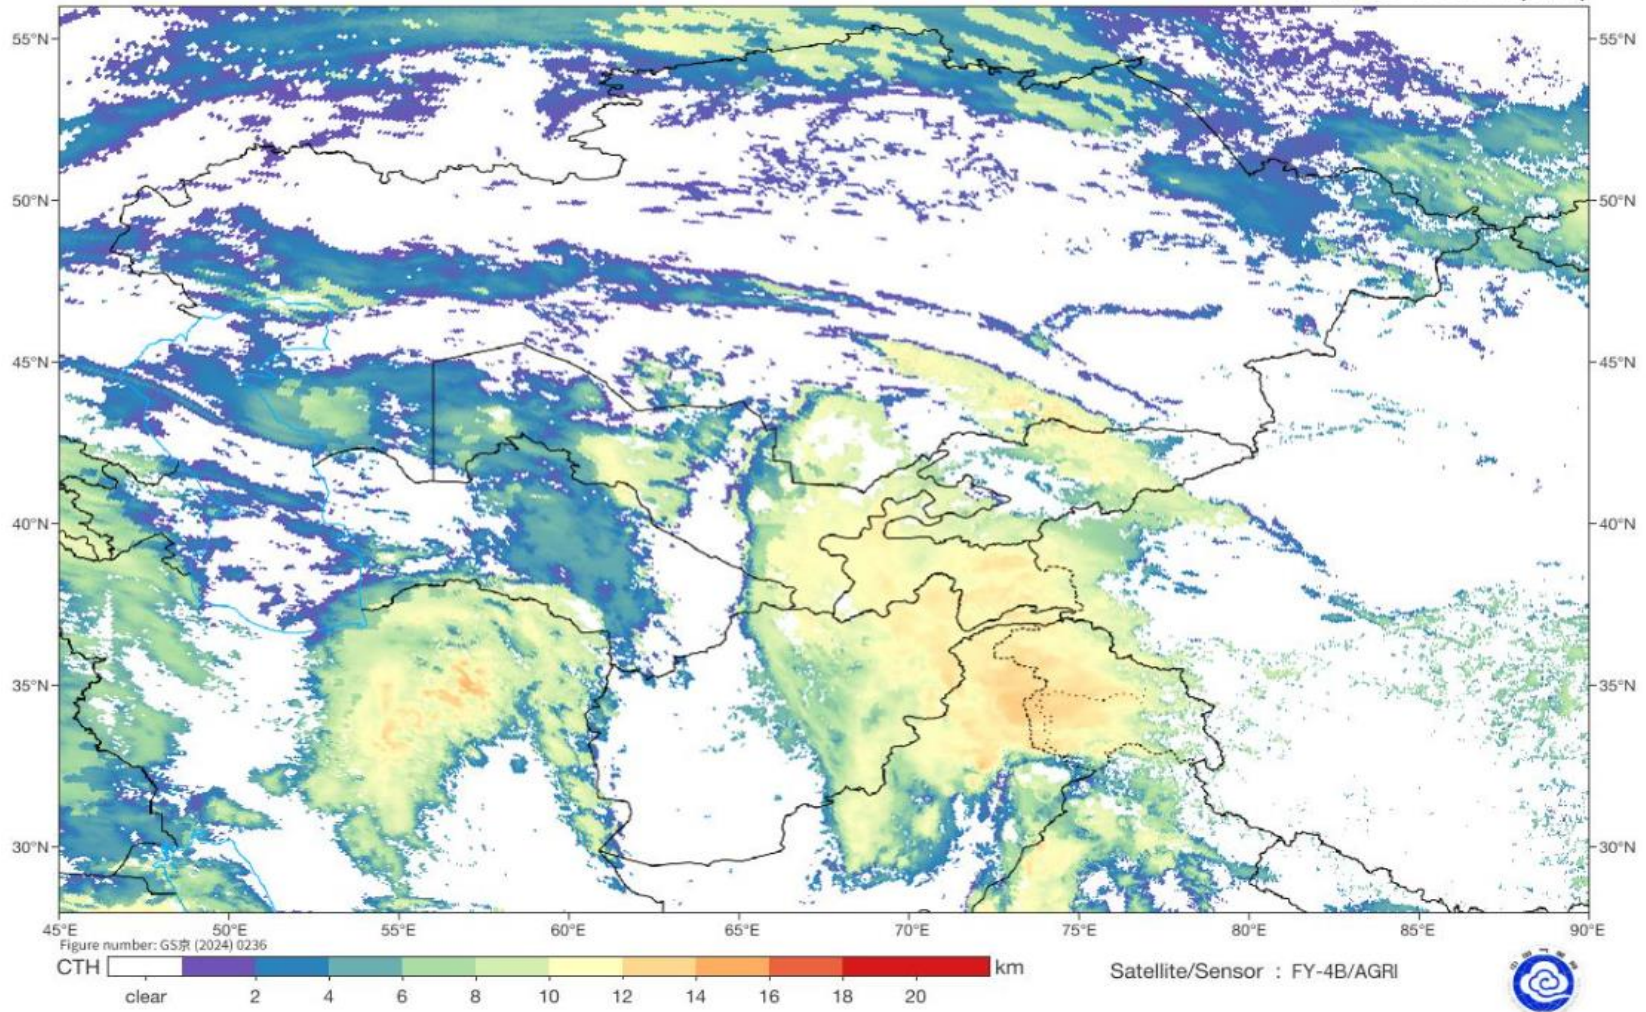 55°N 55°N
50°N 50°N
45°N 45°N
40°N 40°N
35°N 35°N
30°N 30°N
45°E 50°E 55°E 60°E 65°E 70°E 75°E 80°E 85°E 90°E
Figure number: GS京 (2024) 0236
CTH km Satellite/Sensor : FY-4B/AGRI
clear 2 4 6 8 10 12 14 16 18 20